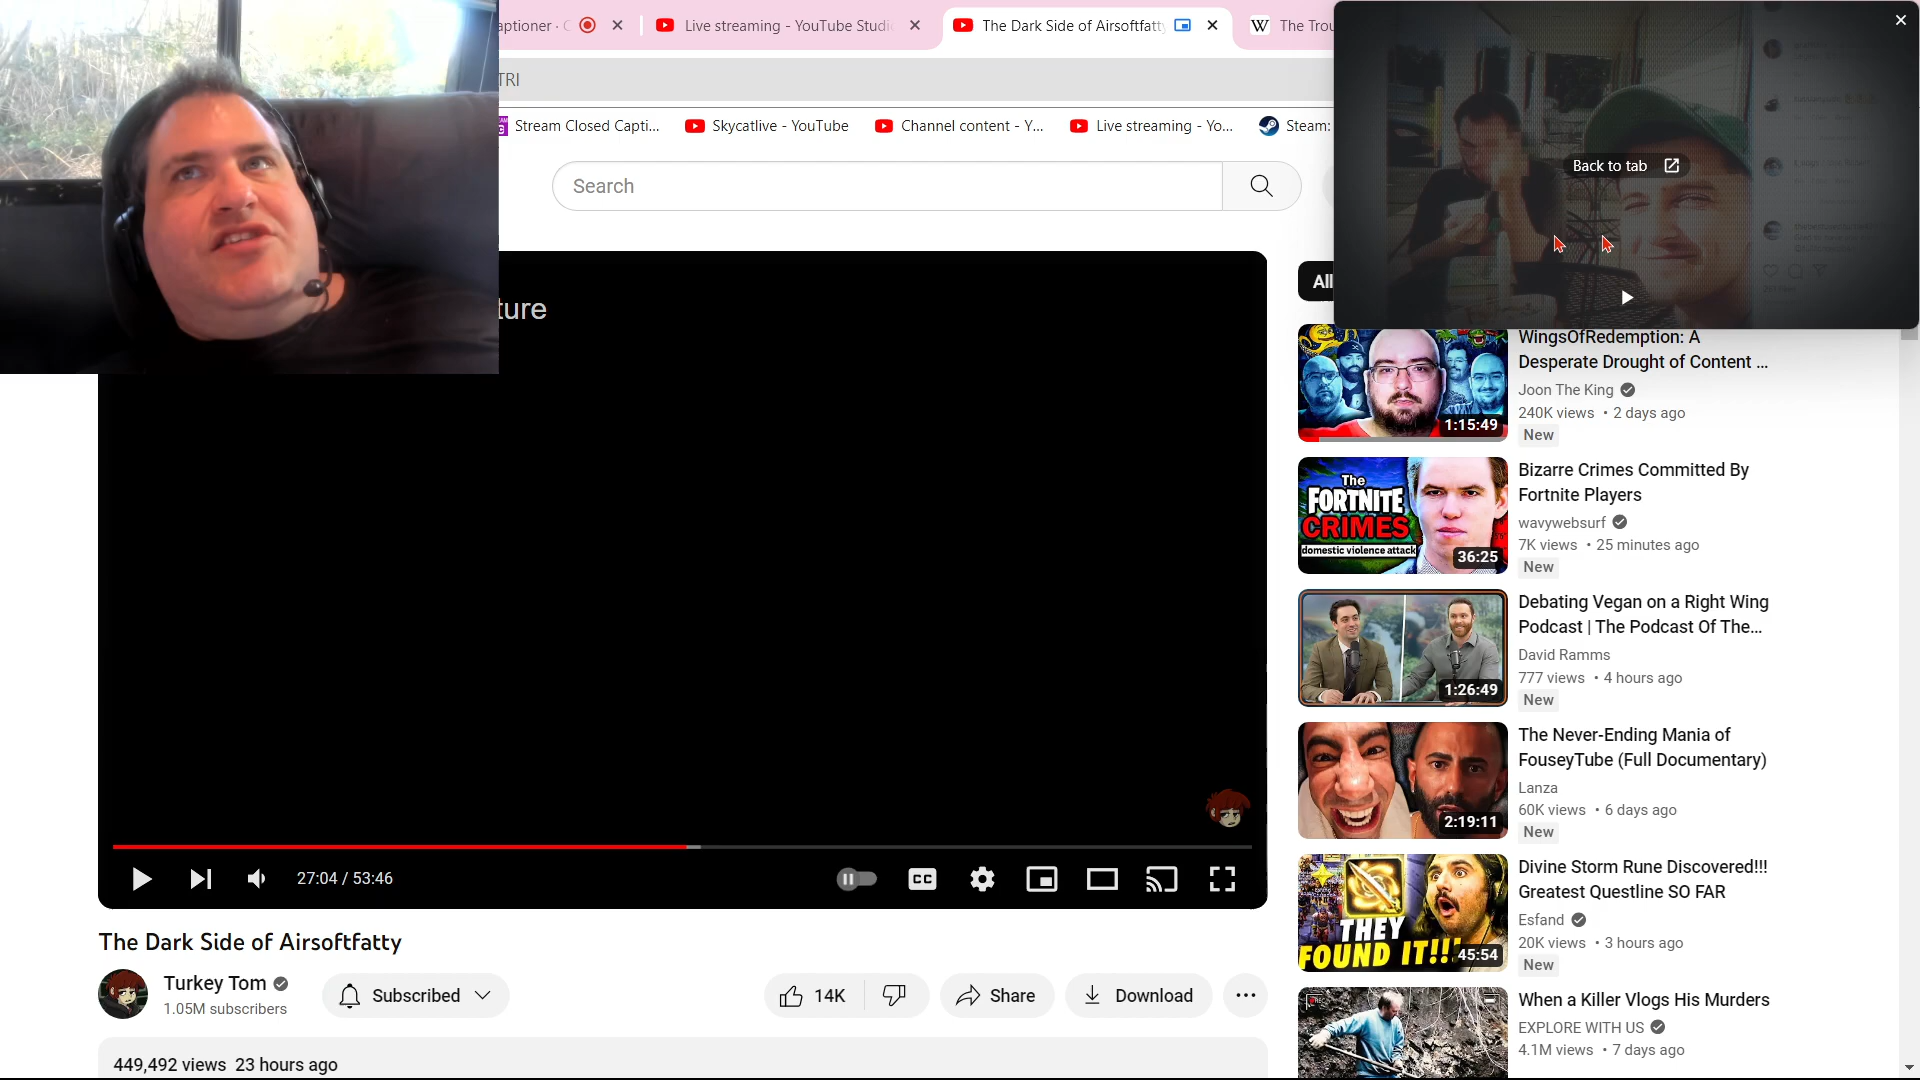 aptioner · C
Live streaming - YouTube Studi
The Dark Side of Airsoftfatty
W The Trou
TRI
Stream Closed Capti...
Skycatlive - YouTube
Channel content - Y...
Live streaming - Yo...
Steam:
Search
Back to tab
ture
All
WingsOfRedemption: A
Desperate Drought of Content ...
Joon The King
240K views • 2 days ago
New
1:15:49
The
FORTNITE
CRIMES
domestic violence attack
36:25
Bizarre Crimes Committed By
Fortnite Players
wavywebsurf
7K views • 25 minutes ago
New
1:26:49
Debating Vegan on a Right Wing
Podcast | The Podcast Of The...
David Ramms
777 views • 4 hours ago
New
2:19:11
The Never-Ending Mania of
FouseyTube (Full Documentary)
Lanza
60K views • 6 days ago
New
THEY
FOUND IT!!!
45:54
Divine Storm Rune Discovered!!!
Greatest Questline SO FAR
Esfand
20K views • 3 hours ago
New
REC
When a Killer Vlogs His Murders
EXPLORE WITH US
4.1M views • 7 days ago
27:04 / 53:46
CC
The Dark Side of Airsoftfatty
Turkey Tom
1.05M subscribers
Subscribed
14K
Share
Download
449,492 views 23 hours ago